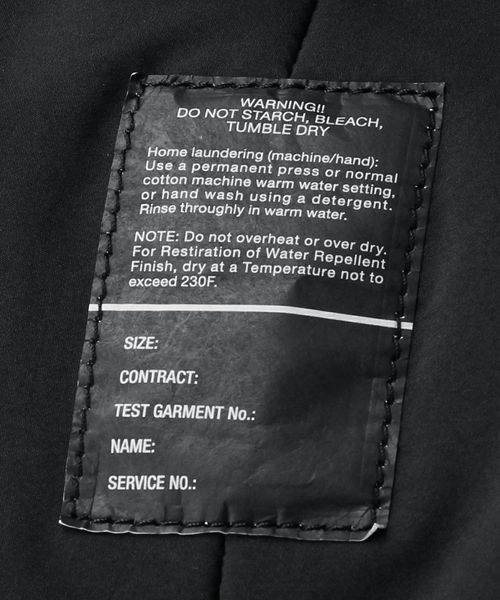 WARNING!!
DO NOT STARCH, BLEACH,
TUMBLE DRY
Home laundering (machine/hand):
Use a permanent press or normal
cotton machine warm water setting,
or hand wash using a detergent.
Rinse throughly in warm water.
NOTE: Do not overheat or over dry.
For Restiration of Water Repellent
Finish, dry at a Temperature not to
exceed 230F.
SIZE:
CONTRACT:
TEST GARMENT No.:
NAME:
SERVICE NO.: